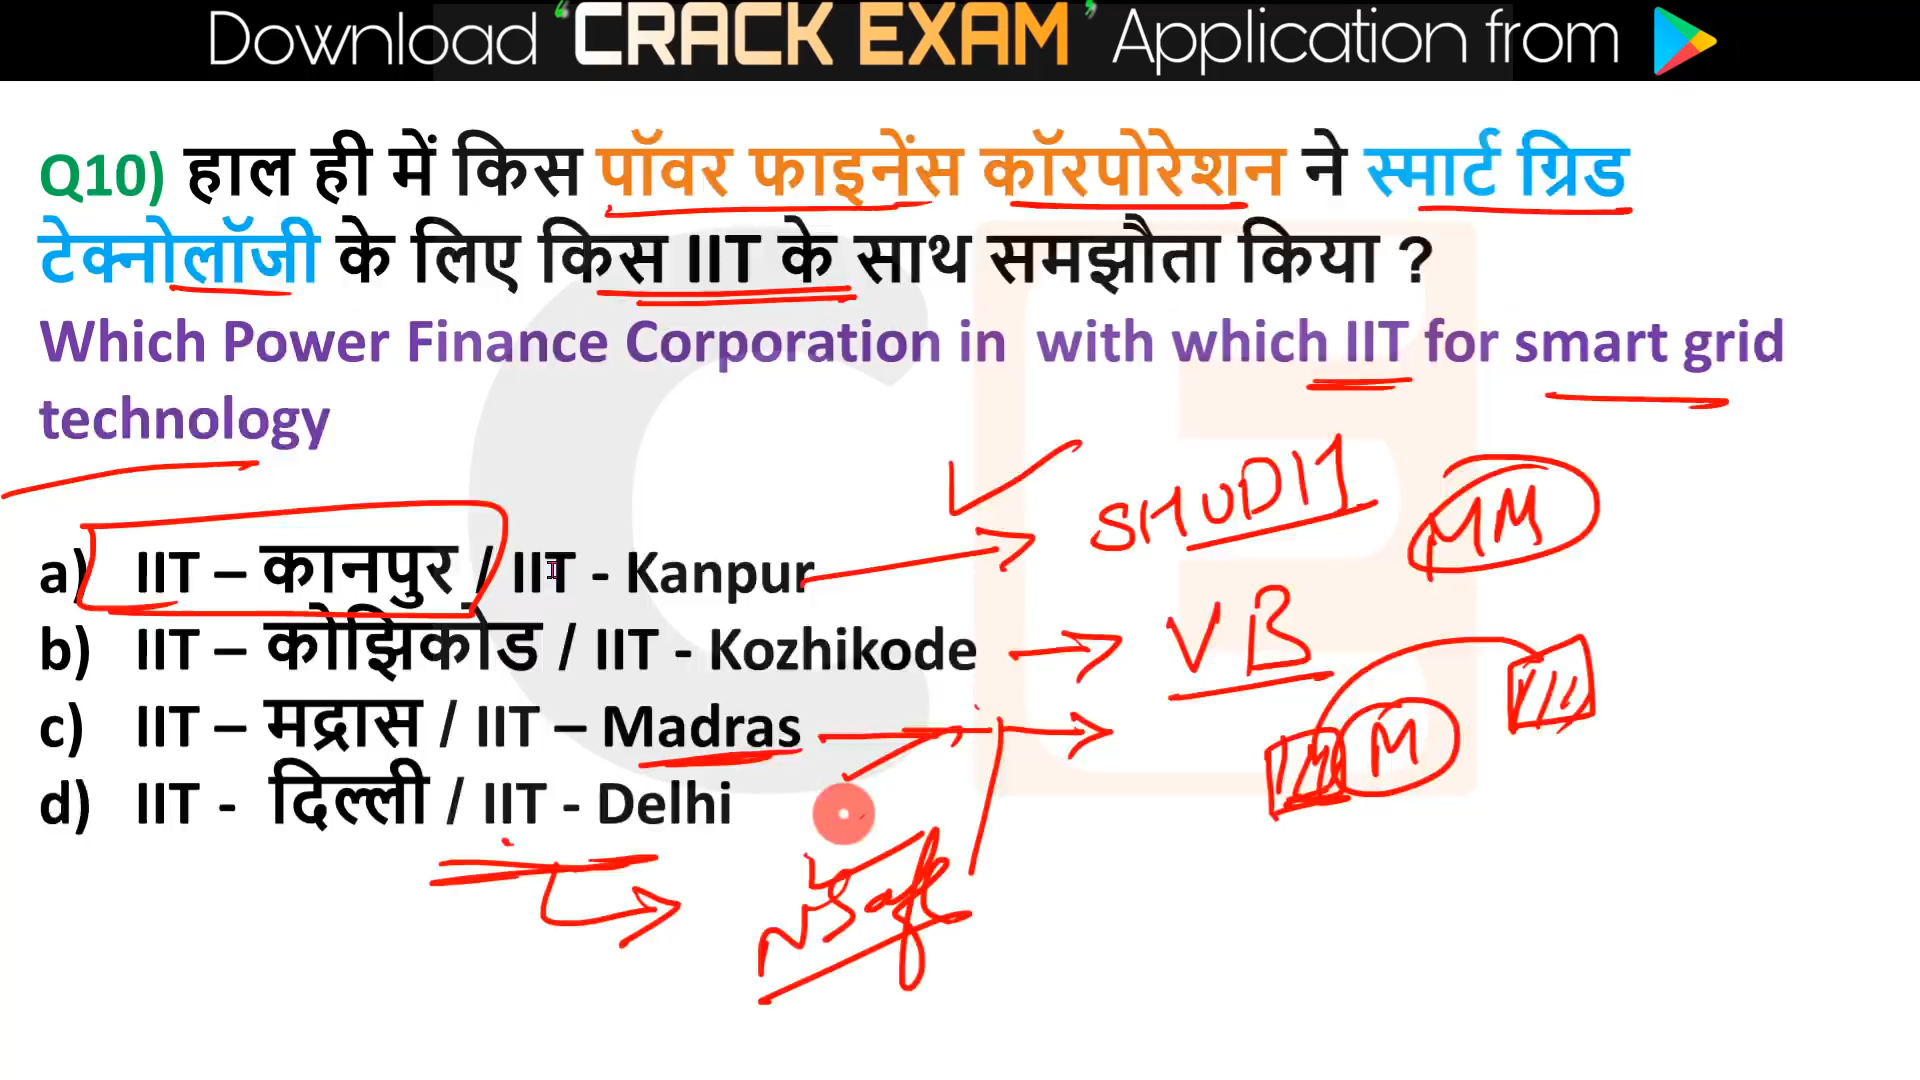 Download ‘CRACK EXAM’ Application from
Q10) हाल ही में किस पॉवर फाइनेंस कॉरपोरेशन ने स्मार्ट ग्रिड
टेक्नोलॉजी के लिए किस IIT के साथ समझौता किया ?
Which Power Finance Corporation in with which IIT for smart grid
technology
SHUDII MM
a) IIT – कानपुर / IIT - Kanpur
b) IIT – कोझिकोड / IIT - Kozhikode VB
c) IIT – मद्रास / IIT – Madras M
d) IIT - दिल्ली / IIT - Delhi